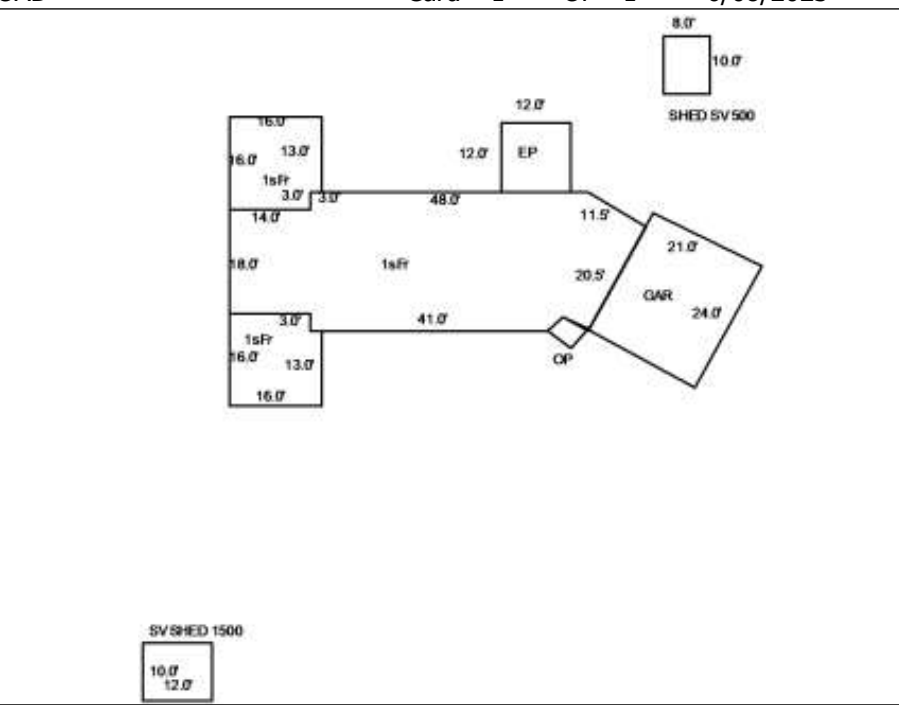 8.0'
10.0'
SHED SV 500
12.0'
12.0' EP
16.0'
16.0' 13.0'
1sFr
3.0' 3.0' 48.0'
14.0' 11.5'
21.0'
18.0' 1sFr 20.5'
GAR 24.0'
3.0' 41.0'
1sFr
16.0' 13.0' OP
16.0'
SV SHED 1500
10.0'
12.0'